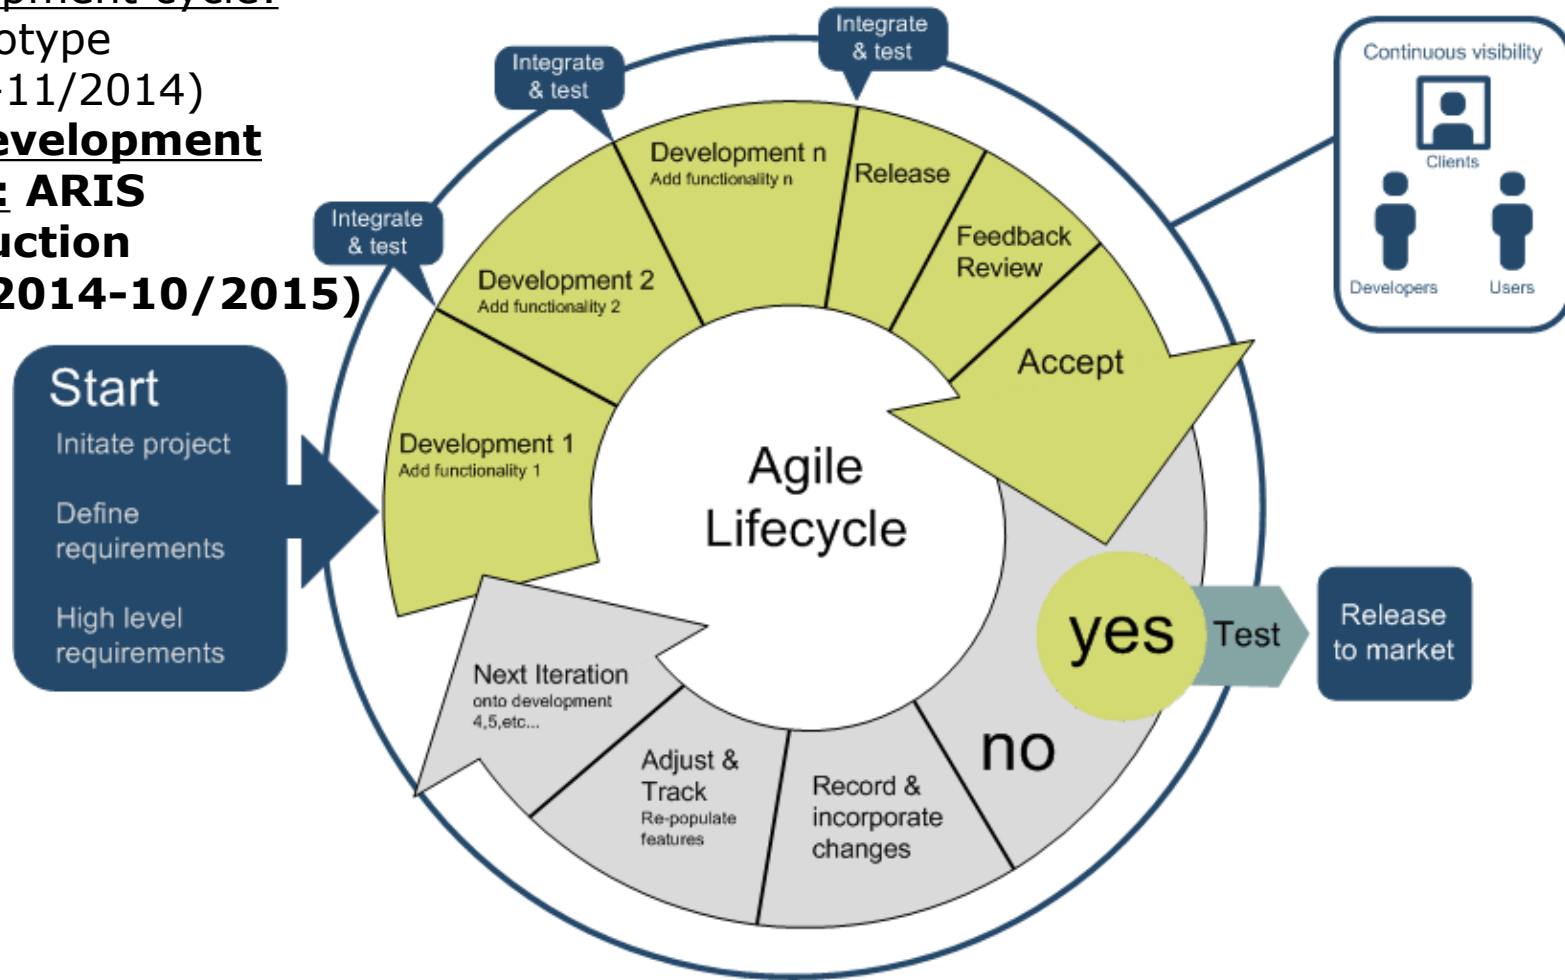 pment cycle:
otype
-11/2014)
evelopment
: ARIS
uction
2014-10/2015)
Integrate
& test
Integrate
& test
Integrate
& test
Continuous visibility
Clients
Developers
Users
Start
Initate project
Define
requirements
High level
requirements
Development 1
Add functionality 1
Development 2
Add functionality 2
Development n
Add functionality n
Release
Feedback
Review
Accept
Agile
Lifecycle
yes
Test
Release
to market
no
Record &
incorporate
changes
Adjust &
Track
Re-populate
features
Next Iteration
onto development
4,5,etc...